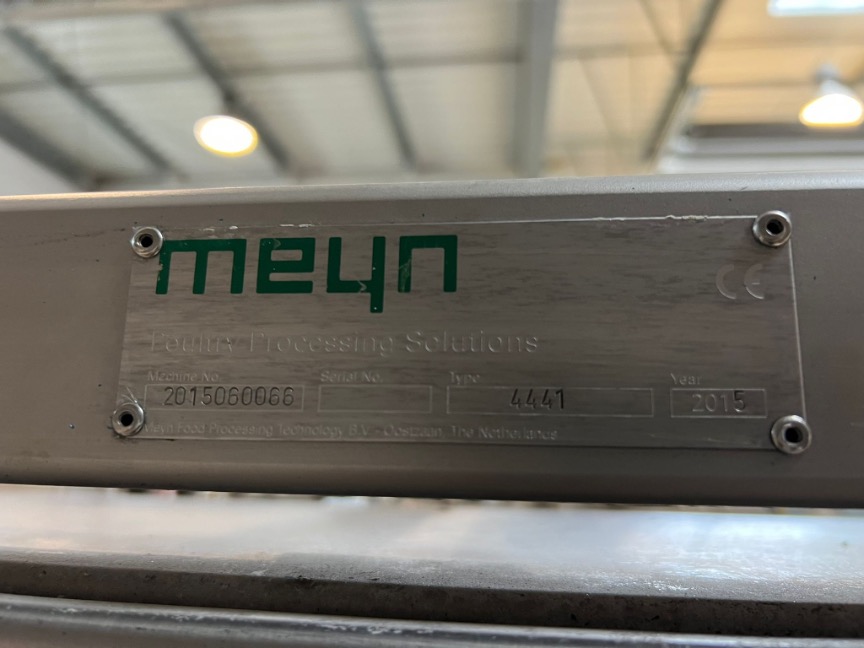 meyn
CE
Poultry Processing Solutions
Machine No. Serial No. Type Year
2015060066 4441 2015
Meyn Food Processing Technology B.V. - Oostzaan, The Netherlands